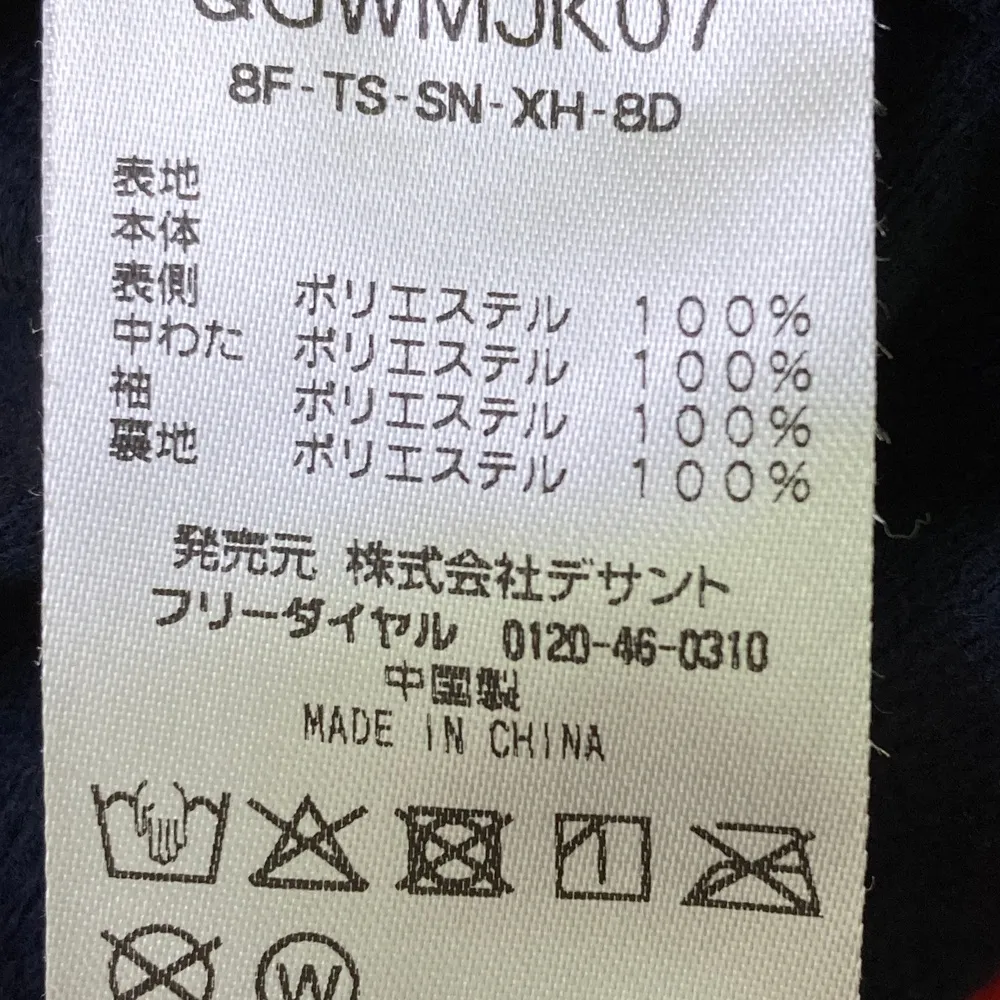 QGWMJK07
8F-TS-SN-XH-8D
表地
本体
表側 ポリエステル 100%
中わた ポリエステル 100%
袖 ポリエステル 100%
裏地 ポリエステル 100%
発売元 株式会社デサント
フリーダイヤル 0120-46-0310
中国製
MADE IN CHINA
W